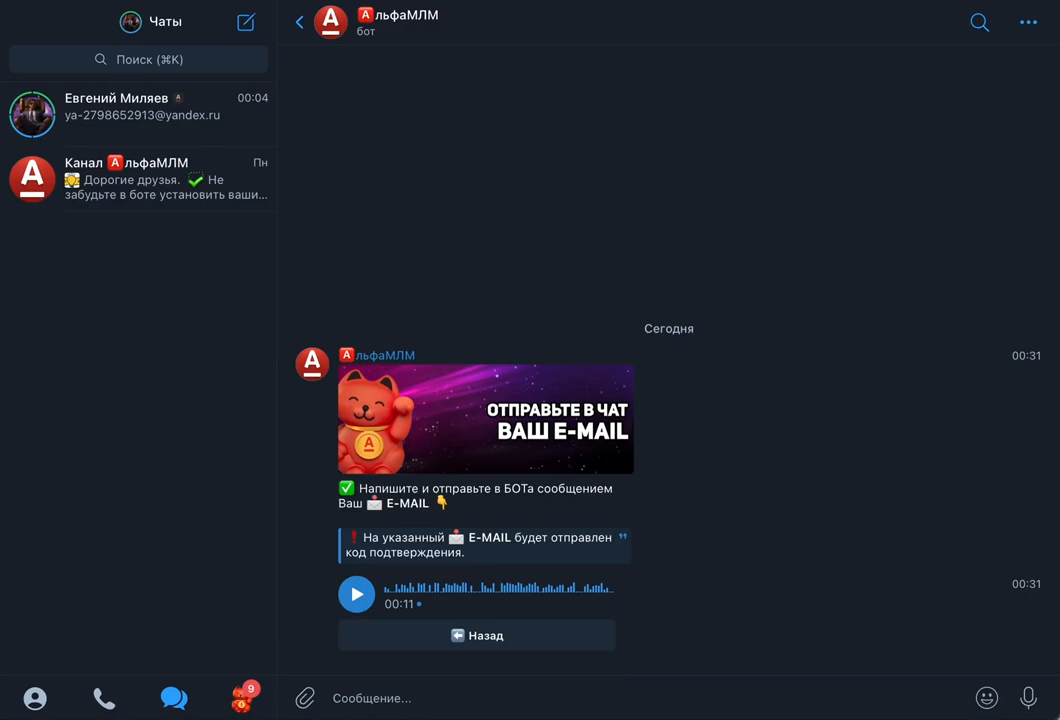 Чаты
Поиск (⌘K)
Евгений Миляев
00:04
ya-2798652913@yandex.ru
Канал АльфаМЛМ
Пн
Дорогие друзья. Не
забудьте в боте установить ваши...
9
АльфаМЛМ
бот
Сегодня
АльфаМЛМ
00:31
ОТПРАВЬТЕ В ЧАТ
ВАШ E-MAIL
Напишите и отправьте в БОТа сообщением
Ваш E-MAIL
На указанный E-MAIL будет отправлен
код подтверждения.
00:31
00:11
Назад
Сообщение...